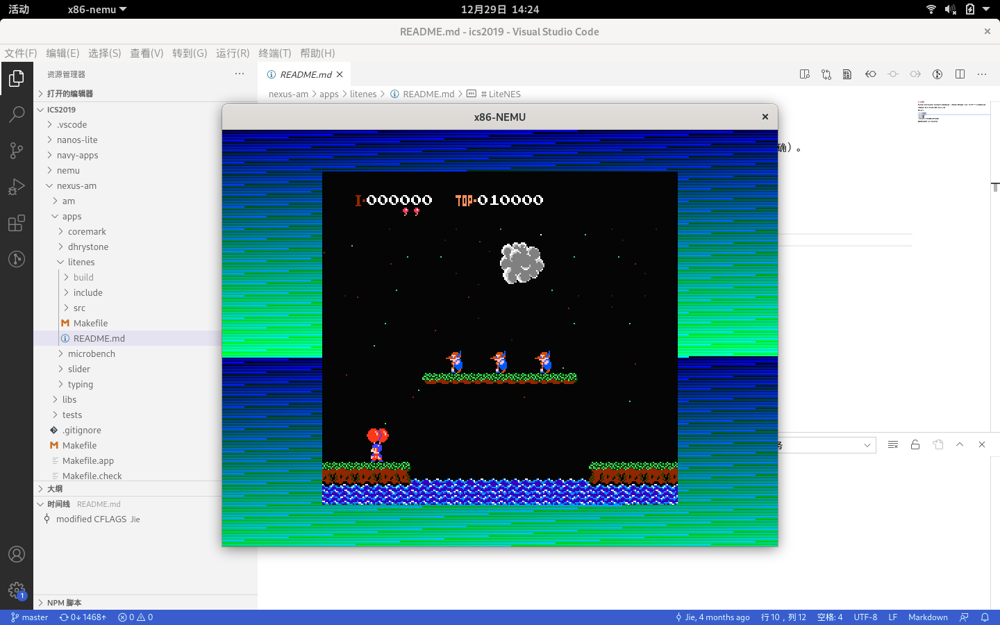 活动
x86-nemu
12月29日 14:24
README.md - ics2019 - Visual Studio Code
文件(F) 编辑(E) 选择(S) 查看(V) 转到(G) 运行(R) 终端(T) 帮助(H)
资源管理器
打开的编辑器
ICS2019
.vscode
nanos-lite
navy-apps
nemu
nexus-am
am
apps
coremark
dhrystone
litenes
build
include
src
Makefile
README.md
microbench
slider
typing
libs
tests
.gitignore
Makefile
Makefile.app
Makefile.check
大纲
时间线 README.md
modified CFLAGS Jie
NPM 脚本
README.md
nexus-am > apps > litenes > README.md > # LiteNES
确）。
x86-NEMU
I-000000 TOP-010000
务
1
master 0↓ 1468↑ 0 0
Jie, 4 months ago 行 10，列 12 空格: 4 UTF-8 LF Markdown